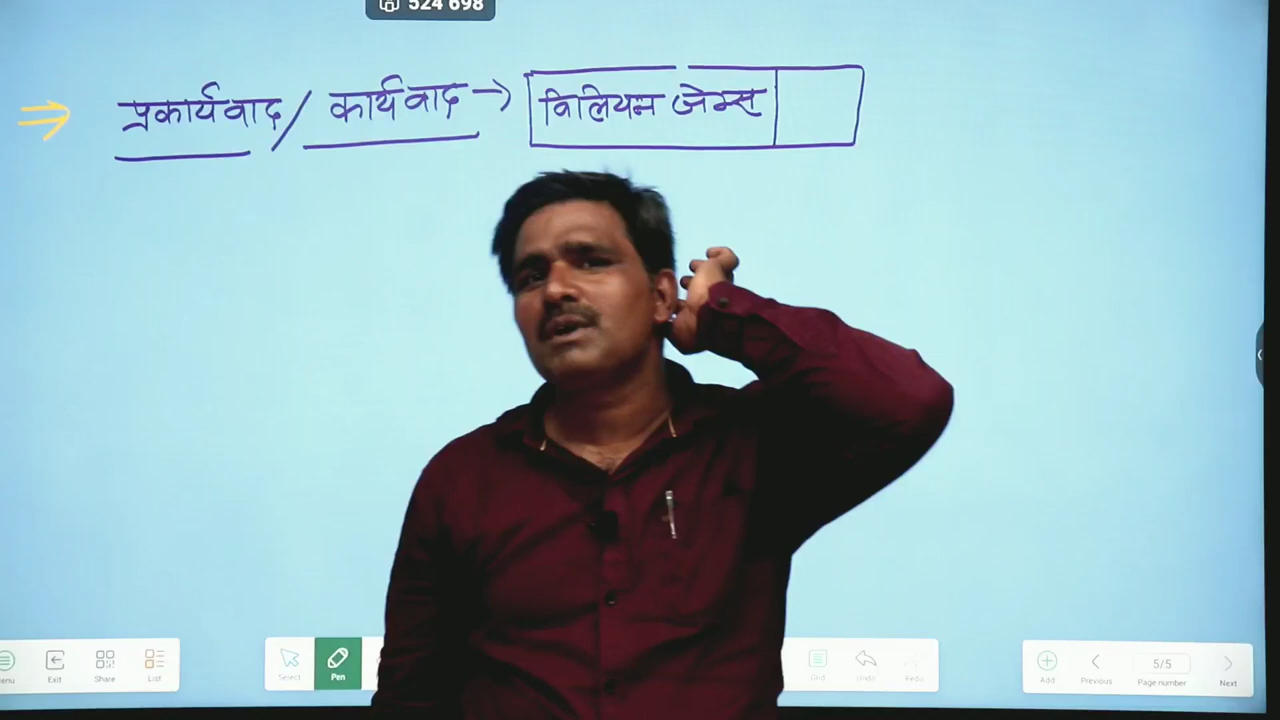 524 698
⇒ प्रकार्यवाद / कार्यवाद → विलियम जेम्स
enu Exit Share List Select Pen Grid Undo Redo Add Previous 5/5 Page number Next